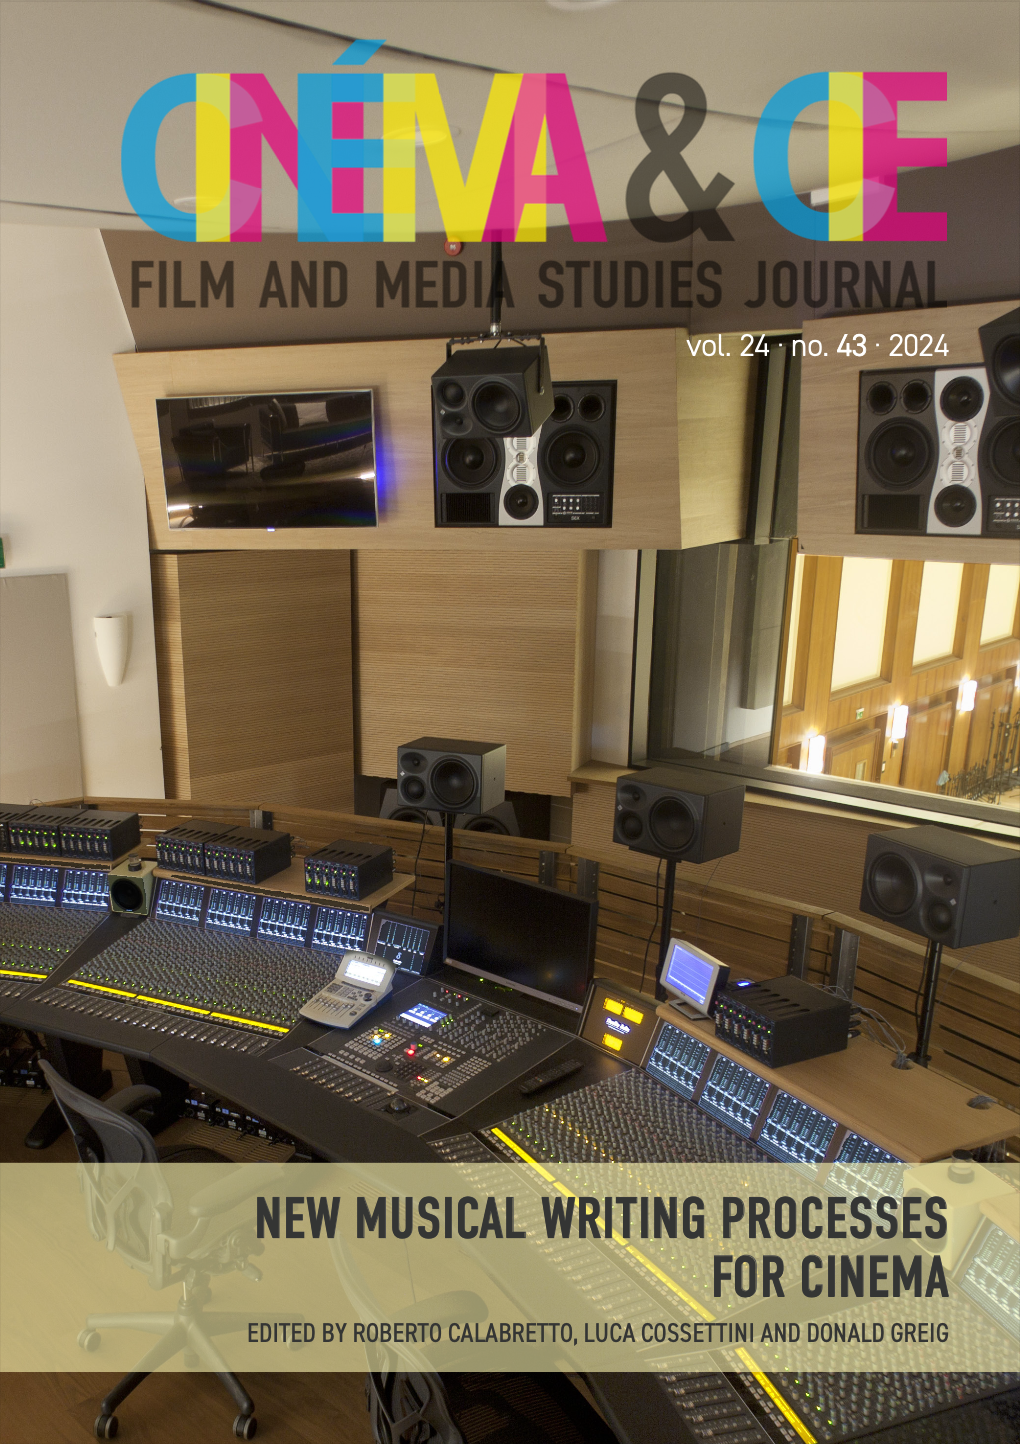 CINÉMA & CIE
FILM AND MEDIA STUDIES JOURNAL
vol. 24 · no. 43 · 2024
NEW MUSICAL WRITING PROCESSES
FOR CINEMA
EDITED BY ROBERTO CALABRETTO, LUCA COSSETTINI AND DONALD GREIG